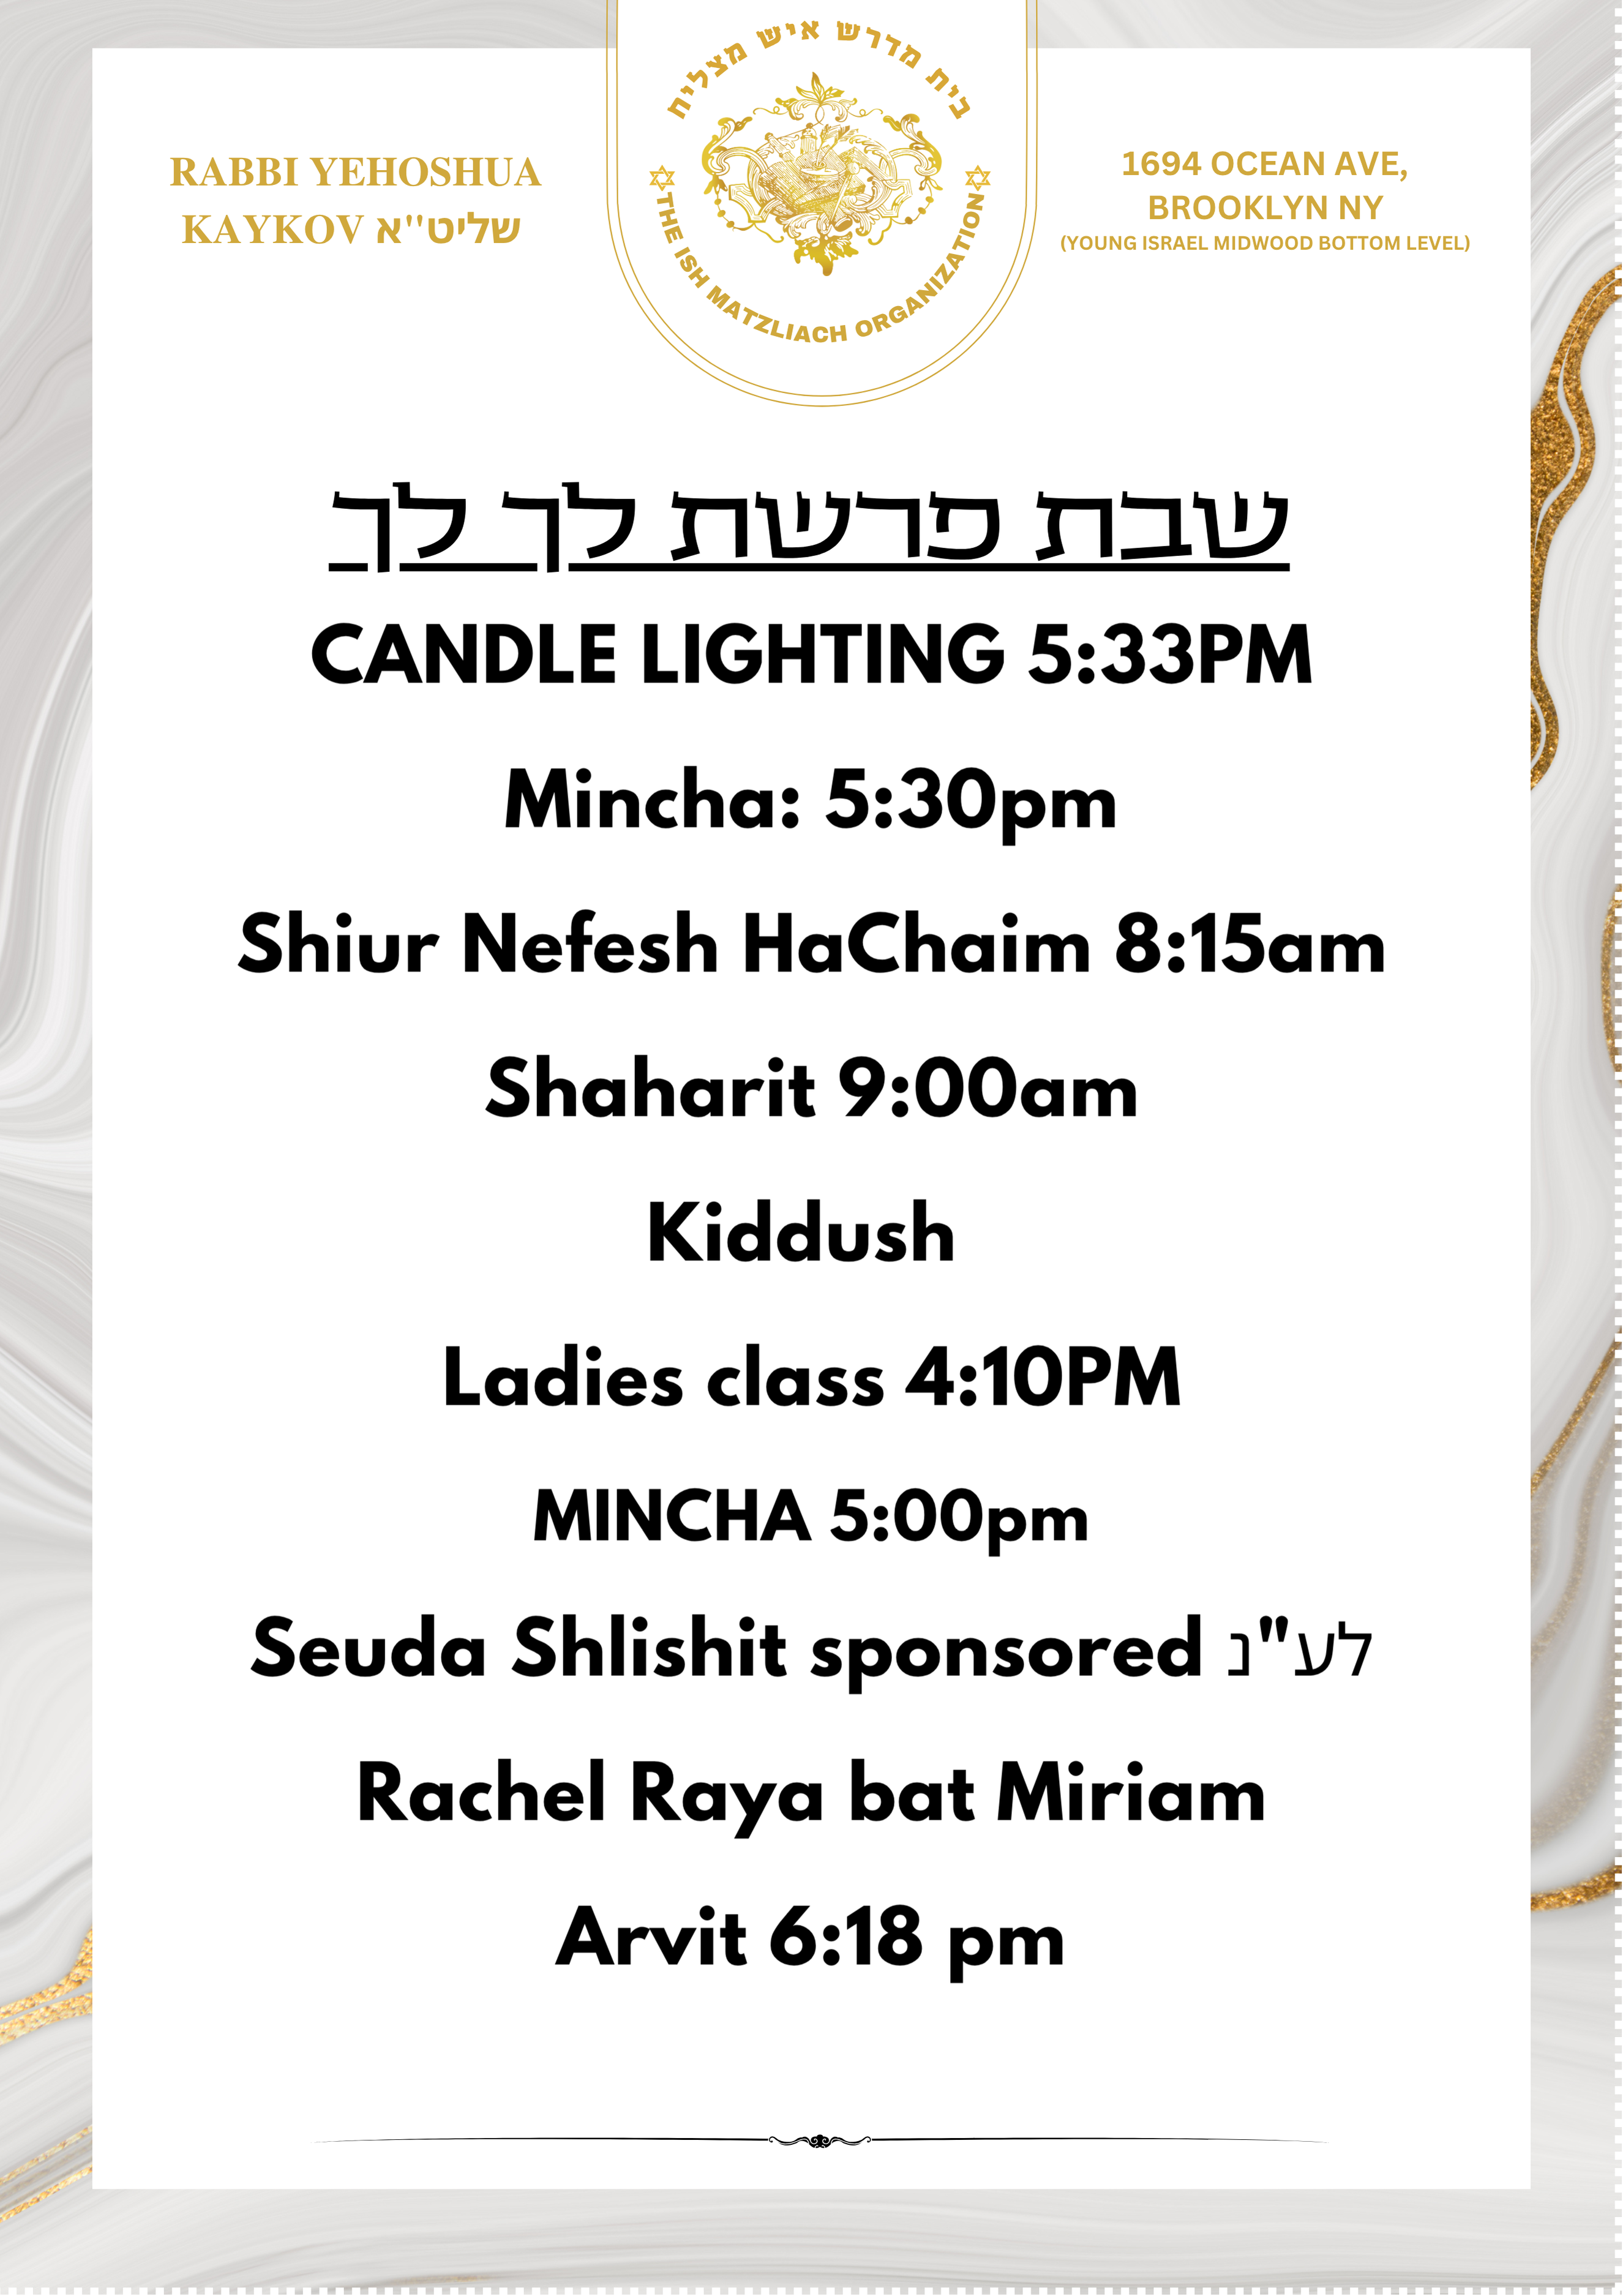 בית מדרש איש מצליח
THE ISH MATZLIACH ORGANIZATION
RABBI YEHOSHUA
KAYKOV שליט''א
1694 OCEAN AVE,
BROOKLYN NY
(YOUNG ISRAEL MIDWOOD BOTTOM LEVEL)
שבת פרשת לך לך
CANDLE LIGHTING 5:33PM
Mincha: 5:30pm
Shiur Nefesh HaChaim 8:15am
Shaharit 9:00am
Kiddush
Ladies class 4:10PM
MINCHA 5:00pm
Seuda Shlishit sponsored לע"נ
Rachel Raya bat Miriam
Arvit 6:18 pm